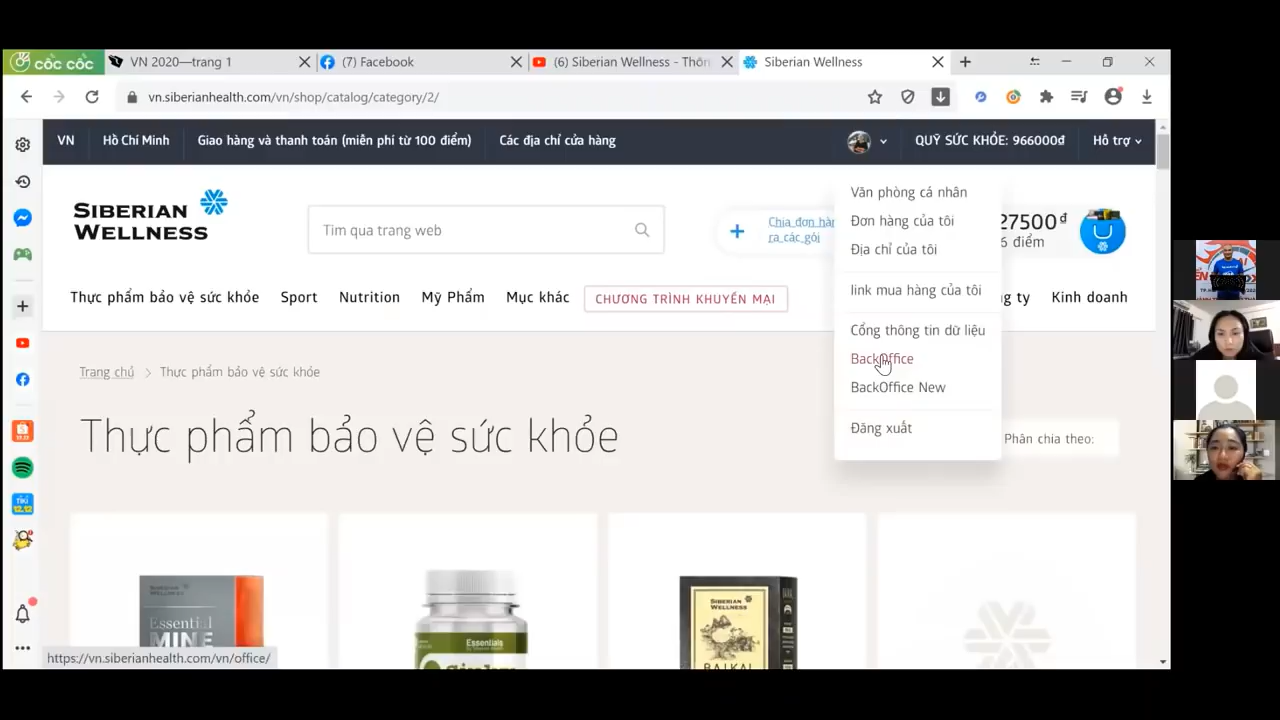 cốc cốc
VN 2020—trang 1
(7) Facebook
(6) Siberian Wellness - Thôn
Siberian Wellness
vn.siberianhealth.com/vn/shop/catalog/category/2/
VN
Hồ Chí Minh
Giao hàng và thanh toán (miễn phí từ 100 điểm)
Các địa chỉ cửa hàng
QUỸ SỨC KHỎE: 966000₫
Hỗ trợ
SIBERIAN
WELLNESS
Tìm qua trang web
Chia đơn hàn
ra các gói
27500₫
6 điểm
Văn phòng cá nhân
Đơn hàng của tôi
Địa chỉ của tôi
link mua hàng của tôi
Cổng thông tin dữ liệu
BackOffice
BackOffice New
Đăng xuất
Thực phẩm bảo vệ sức khỏe
Sport
Nutrition
Mỹ Phẩm
Mục khác
CHƯƠNG TRÌNH KHUYẾN MẠI
ng ty
Kinh doanh
Trang chủ
Thực phẩm bảo vệ sức khỏe
Thực phẩm bảo vệ sức khỏe
Phân chia theo:
SIBERIAN WELLNESS
Essential
MINE
Essentials
SIBERIAN
WELLNESS
BAIKAL
https://vn.siberianhealth.com/vn/office/